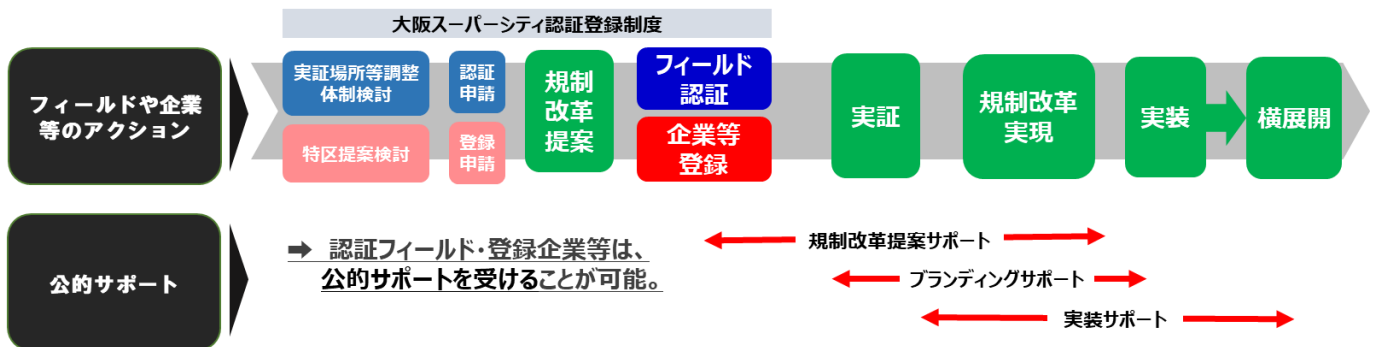 大阪スーパーシティ認証登録制度
フィールドや企業
等のアクション
実証場所等調整
体制検討
特区提案検討
認証
申請
登録
申請
規制
改革
提案
フィールド
認証
企業等
登録
実証
規制改革
実現
実装
横展開
公的サポート
➡ 認証フィールド・登録企業等は、
公的サポートを受けることが可能。
規制改革提案サポート
ブランディングサポート
実装サポート